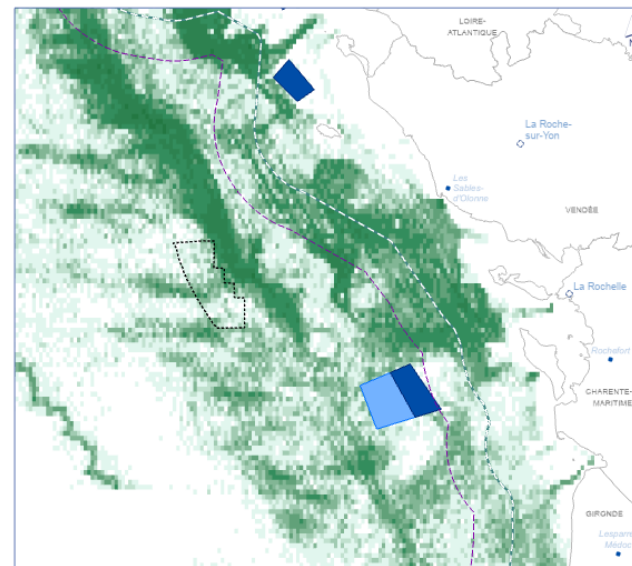 LOIRE-
ATLANTIQUE
La Roche-
sur-Yon
Les
Sables-
d'Olonne
VENDÉE
La Rochelle
Rochefort
CHARENTE-
MARITIME
GIRONDE
Lesparre
Médoc